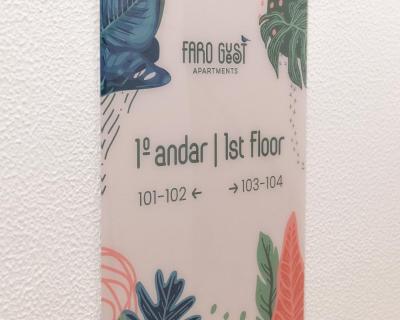 FARO GUEST
APARTMENTS
1º andar | 1st floor
101-102 ← → 103-104